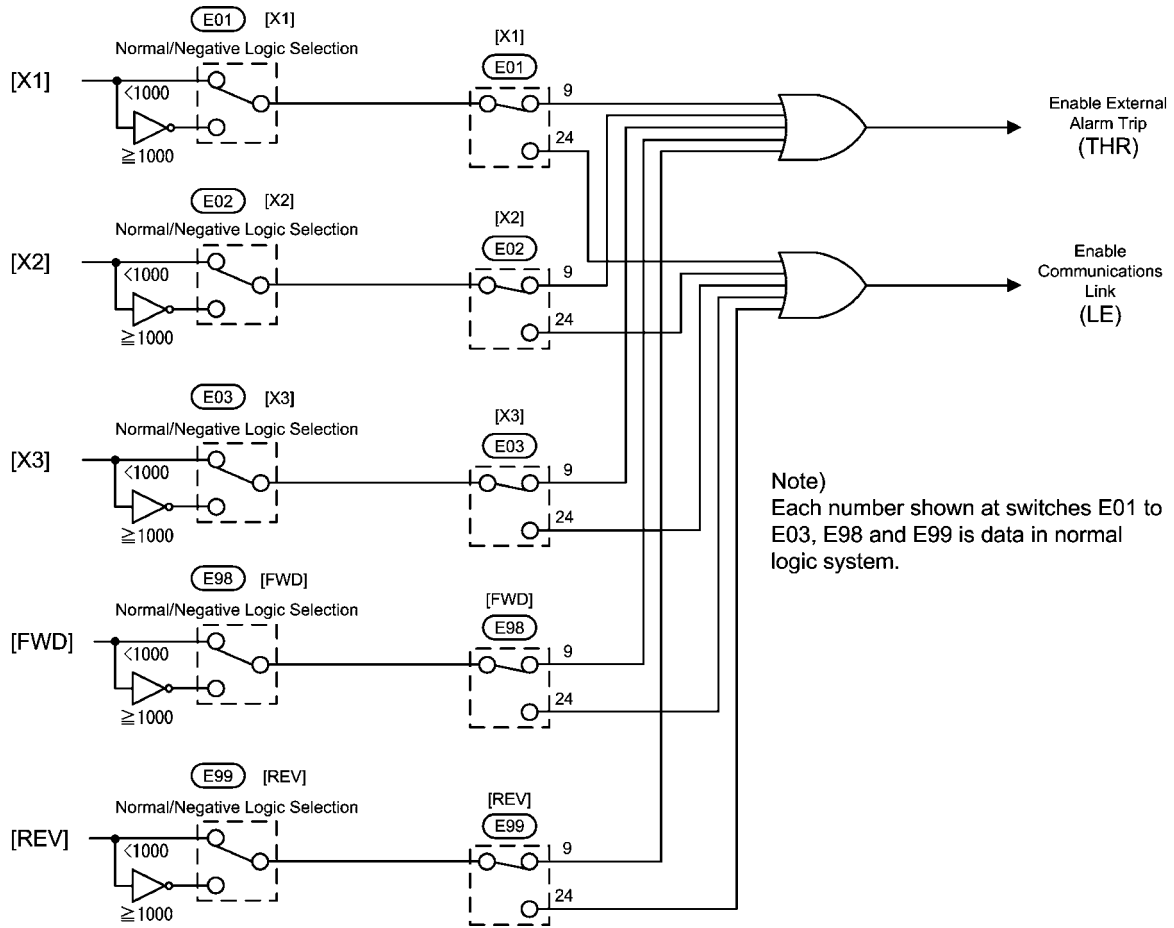 E01 [X1]
Normal/Negative Logic Selection
[X1]
<1000
≧1000
[X1]
E01
9
24
Enable External
Alarm Trip
(THR)
E02 [X2]
Normal/Negative Logic Selection
[X2]
<1000
≧1000
[X2]
E02
9
24
Enable
Communications
Link
(LE)
E03 [X3]
Normal/Negative Logic Selection
[X3]
<1000
≧1000
[X3]
E03
9
24
Note)
Each number shown at switches E01 to
E03, E98 and E99 is data in normal
logic system.
E98 [FWD]
Normal/Negative Logic Selection
[FWD]
<1000
≧1000
[FWD]
E98
9
24
E99 [REV]
Normal/Negative Logic Selection
[REV]
<1000
≧1000
[REV]
E99
9
24